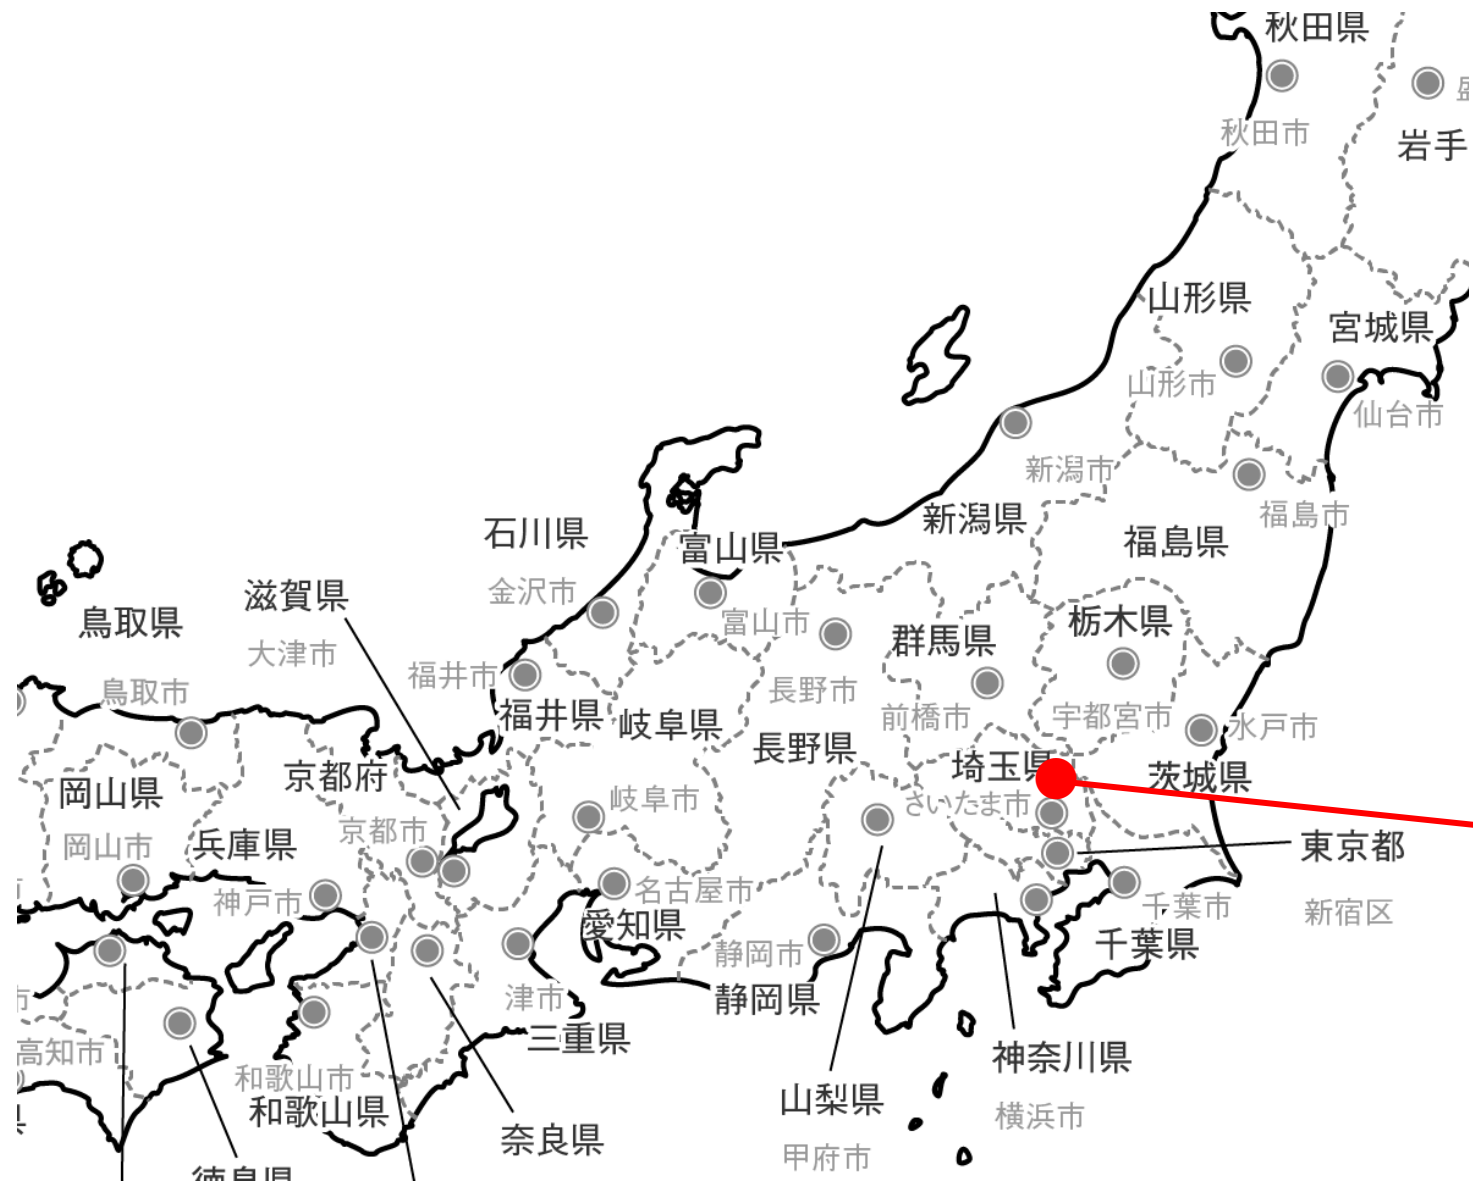 秋田県
秋田市
岩手
山形県
宮城県
山形市
仙台市
新潟市
福島市
新潟県
石川県
富山県
福島県
滋賀県
金沢市
鳥取県
富山市
栃木県
群馬県
大津市
福井市
鳥取市
長野市
福井県
岐阜県
前橋市
宇都宮市
水戸市
長野県
埼玉県
京都府
茨城県
岡山県
岐阜市
さいたま市
京都市
岡山市
兵庫県
東京都
名古屋市
神戸市
千葉市
新宿区
愛知県
千葉県
静岡市
津市
静岡県
三重県
高知市
神奈川県
和歌山市
山梨県
和歌山県
横浜市
奈良県
甲府市
徳島県